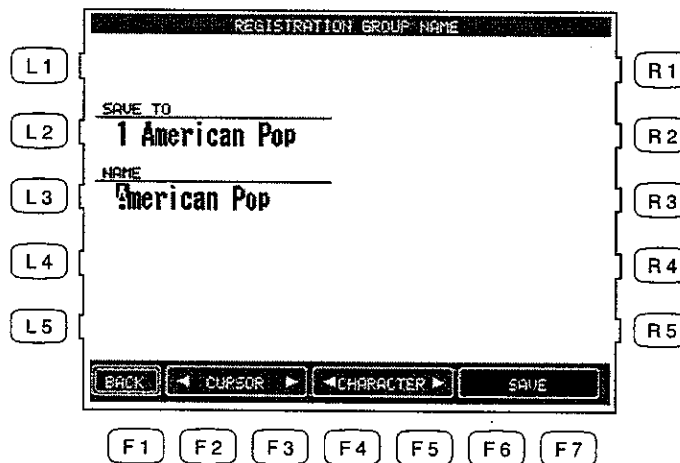 REGISTRATION GROUP NAME
L1 R1
SAVE TO
L2 1 American Pop R2
NAME
L3 American Pop R3
L4 R4
L5 R5
BACK ◄ CURSOR ► ◄CHARACTER► SAVE
F1 F2 F3 F4 F5 F6 F7